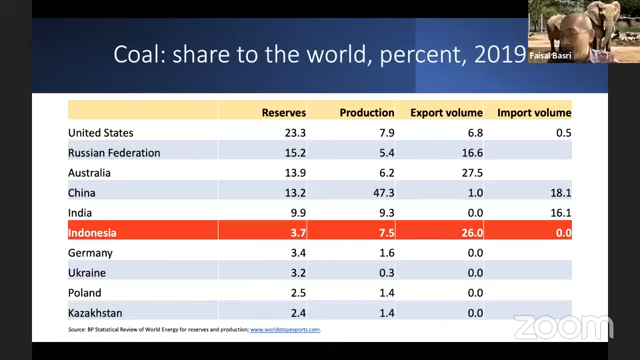 Coal: share to the world, percent, 2019
Faisal Basri
Reserves Production Export volume Import volume
United States 23.3 7.9 6.8 0.5
Russian Federation 15.2 5.4 16.6
Australia 13.9 6.2 27.5
China 13.2 47.3 1.0 18.1
India 9.9 9.3 0.0 16.1
Indonesia 3.7 7.5 26.0 0.0
Germany 3.4 1.6 0.0
Ukraine 3.2 0.3 0.0
Poland 2.5 1.4 0.0
Kazakhstan 2.4 1.4 0.0
Source: BP Statistical Review of World Energy for reserves and production; www.worldstopexports.com.
zoom